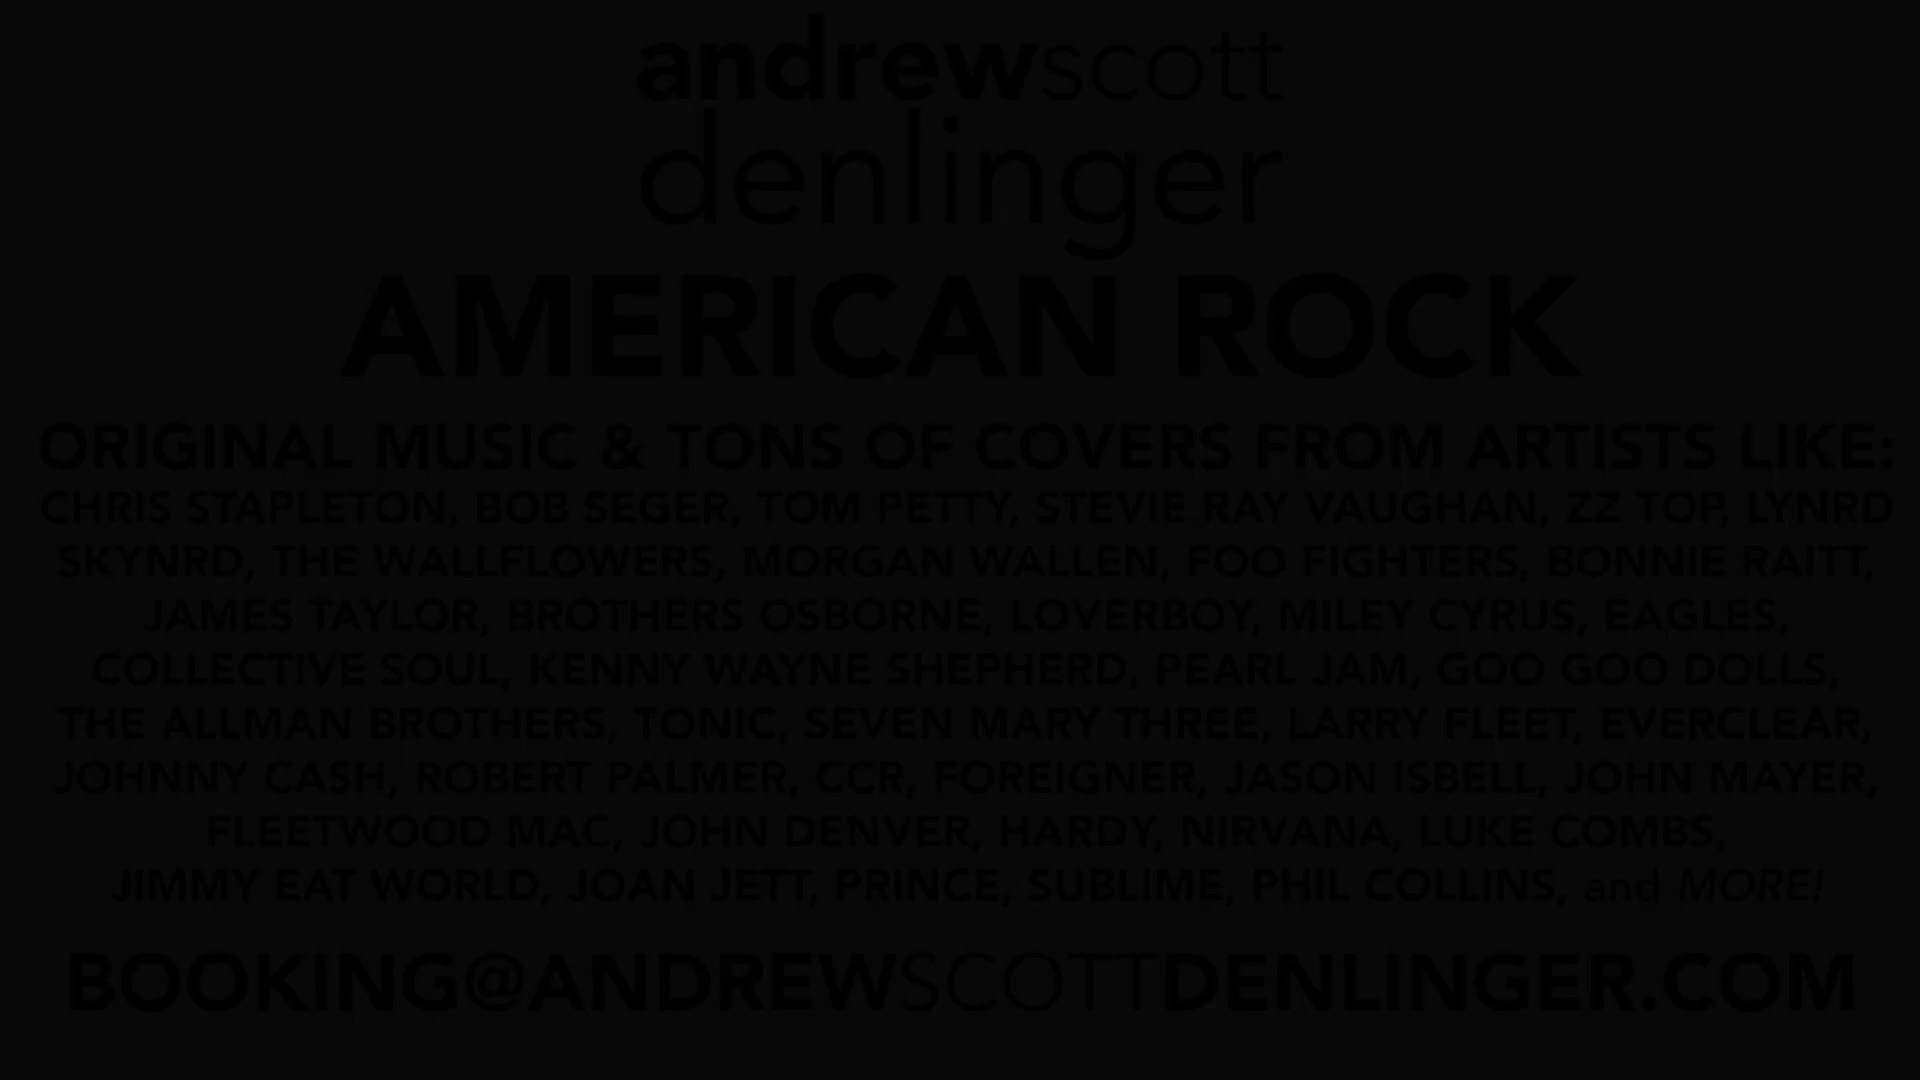 andrewscott
denlinger
AMERICAN ROCK
ORIGINAL MUSIC & TONS OF COVERS FROM ARTISTS LIKE:
CHRIS STAPLETON, BOB SEGER, TOM PETTY, STEVIE RAY VAUGHAN, ZZ TOP, LYNRD
SKYNRD, THE WALLFLOWERS, MORGAN WALLEN, FOO FIGHTERS, BONNIE RAITT,
JAMES TAYLOR, BROTHERS OSBORNE, LOVERBOY, MILEY CYRUS, EAGLES,
COLLECTIVE SOUL, KENNY WAYNE SHEPHERD, PEARL JAM, GOO GOO DOLLS,
THE ALLMAN BROTHERS, TONIC, SEVEN MARY THREE, LARRY FLEET, EVERCLEAR,
JOHNNY CASH, ROBERT PALMER, CCR, FOREIGNER, JASON ISBELL, JOHN MAYER,
FLEETWOOD MAC, JOHN DENVER, HARDY, NIRVANA, LUKE COMBS,
JIMMY EAT WORLD, JOAN JETT, PRINCE, SUBLIME, PHIL COLLINS, and MORE!
BOOKING@ANDREWSCOTTDENLINGER.COM